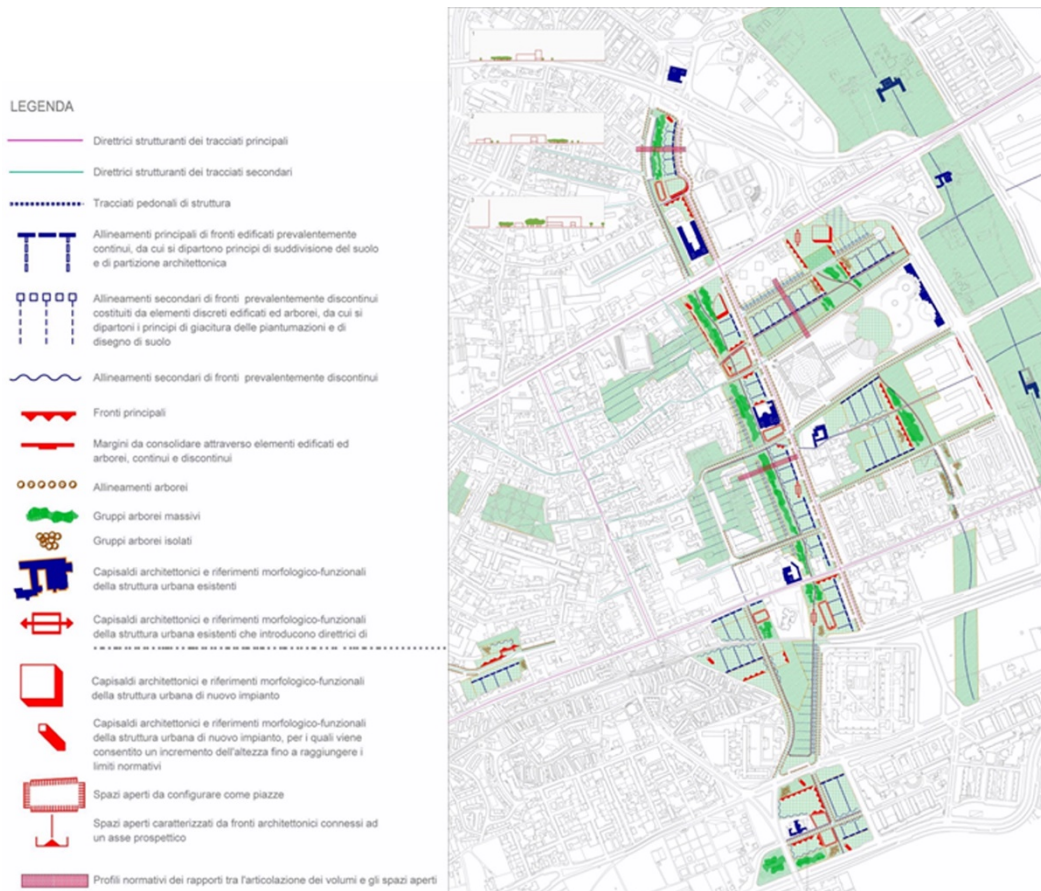 LEGENDA
Direttrici strutturanti dei tracciati principali
Direttrici strutturanti dei tracciati secondari
Tracciati pedonali di struttura
Allineamenti principali di fronti edificati prevalentemente
continui, da cui si dipartono principi di suddivisione del suolo
e di partizione architettonica
Allineamenti secondari di fronti prevalentemente discontinui
costituiti da elementi discreti edificati ed arborei, da cui si
dipartoni i principi di giacitura delle piantumazioni e di
disegno di suolo
Allineamenti secondari di fronti prevalentemente discontinui
Fronti principali
Margini da consolidare attraverso elementi edificati ed
arborei, continui e discontinui
Allineamenti arborei
Gruppi arborei massivi
Gruppi arborei isolati
Capisaldi architettonici e riferimenti morfologico-funzionali
della struttura urbana esistenti
Capisaldi architettonici e riferimenti morfologico-funzionali
della struttura urbana esistenti che introducono direttrici di
Capisaldi architettonici e riferimenti morfologico-funzionali
della struttura urbana di nuovo impianto
Capisaldi architettonici e riferimenti morfologico-funzionali
della struttura urbana di nuovo impianto, per i quali viene
consentito un incremento dell'altezza fino a raggiungere i
limiti normativi
Spazi aperti da configurare come piazze
Spazi aperti caratterizzati da fronti architettonici connessi ad
un asse prospettico
Profili normativi dei rapporti tra l'articolazione dei volumi e gli spazi aperti